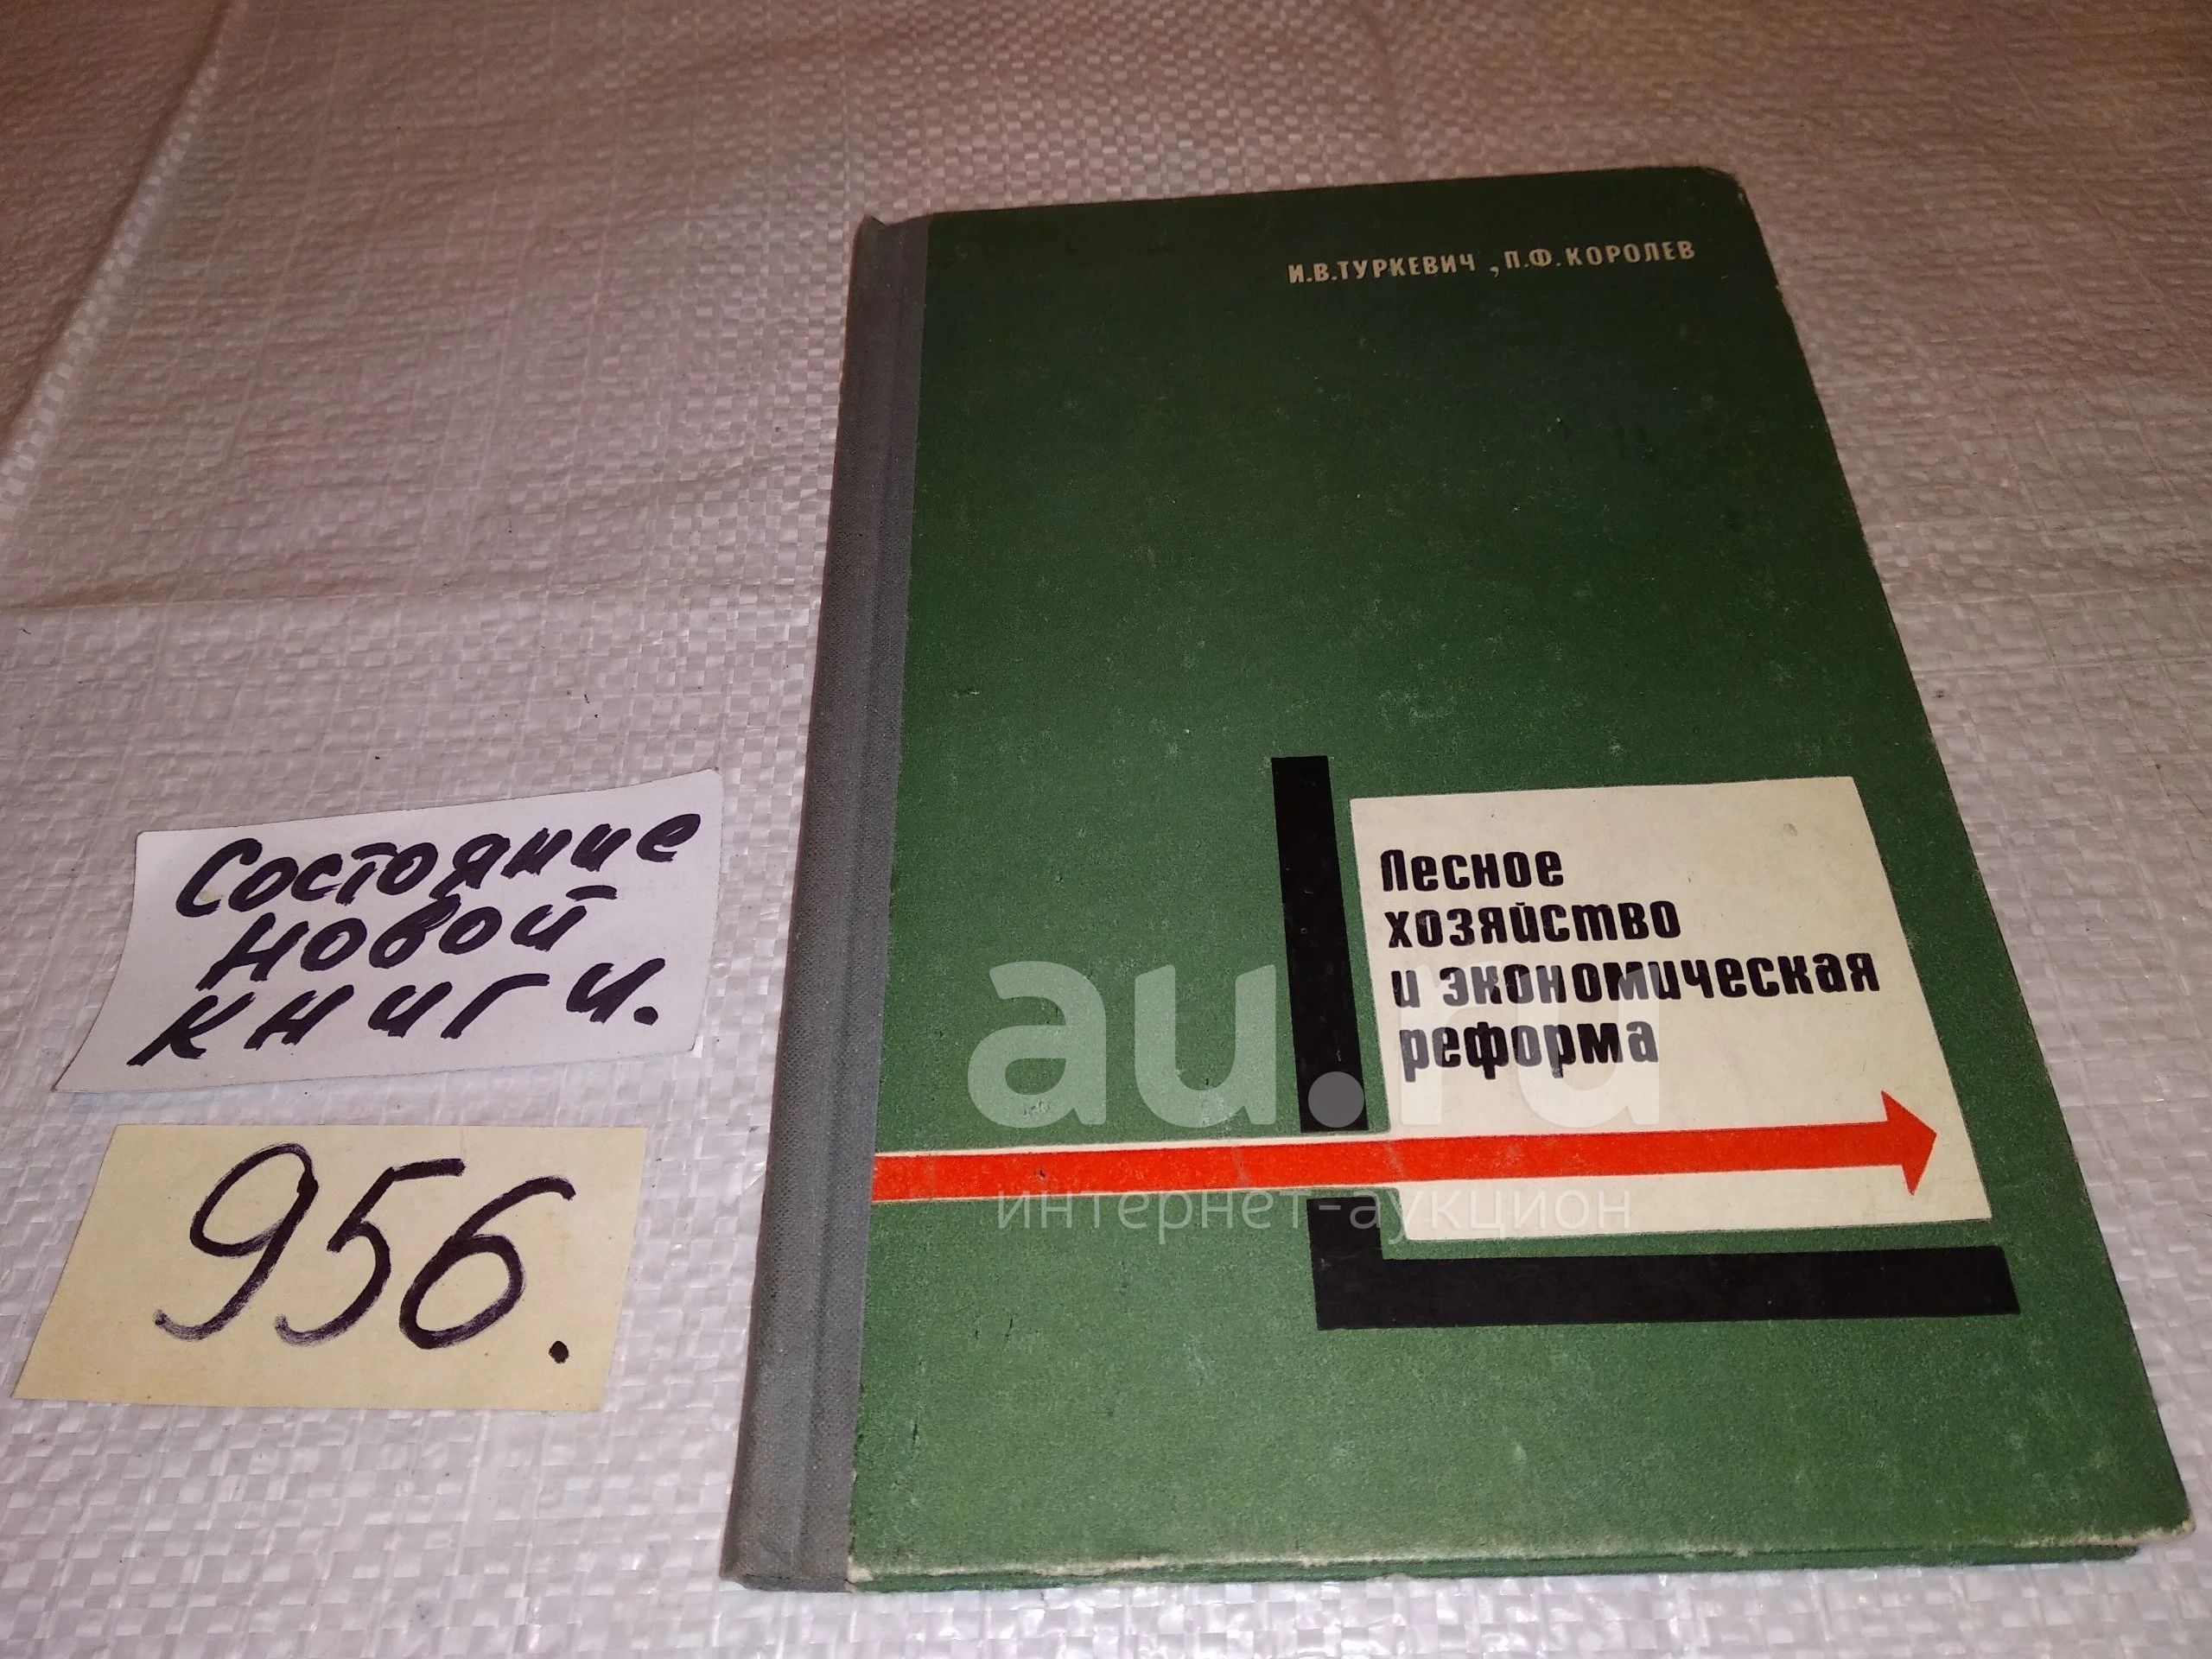 И.В.ТУРКЕВИЧ, П.Ф.КОРОЛЕВ
Лесное
хозяйство
и экономическая
реформа
au.ru
интернет-аукцион
Состояние
новой
книги.
956.